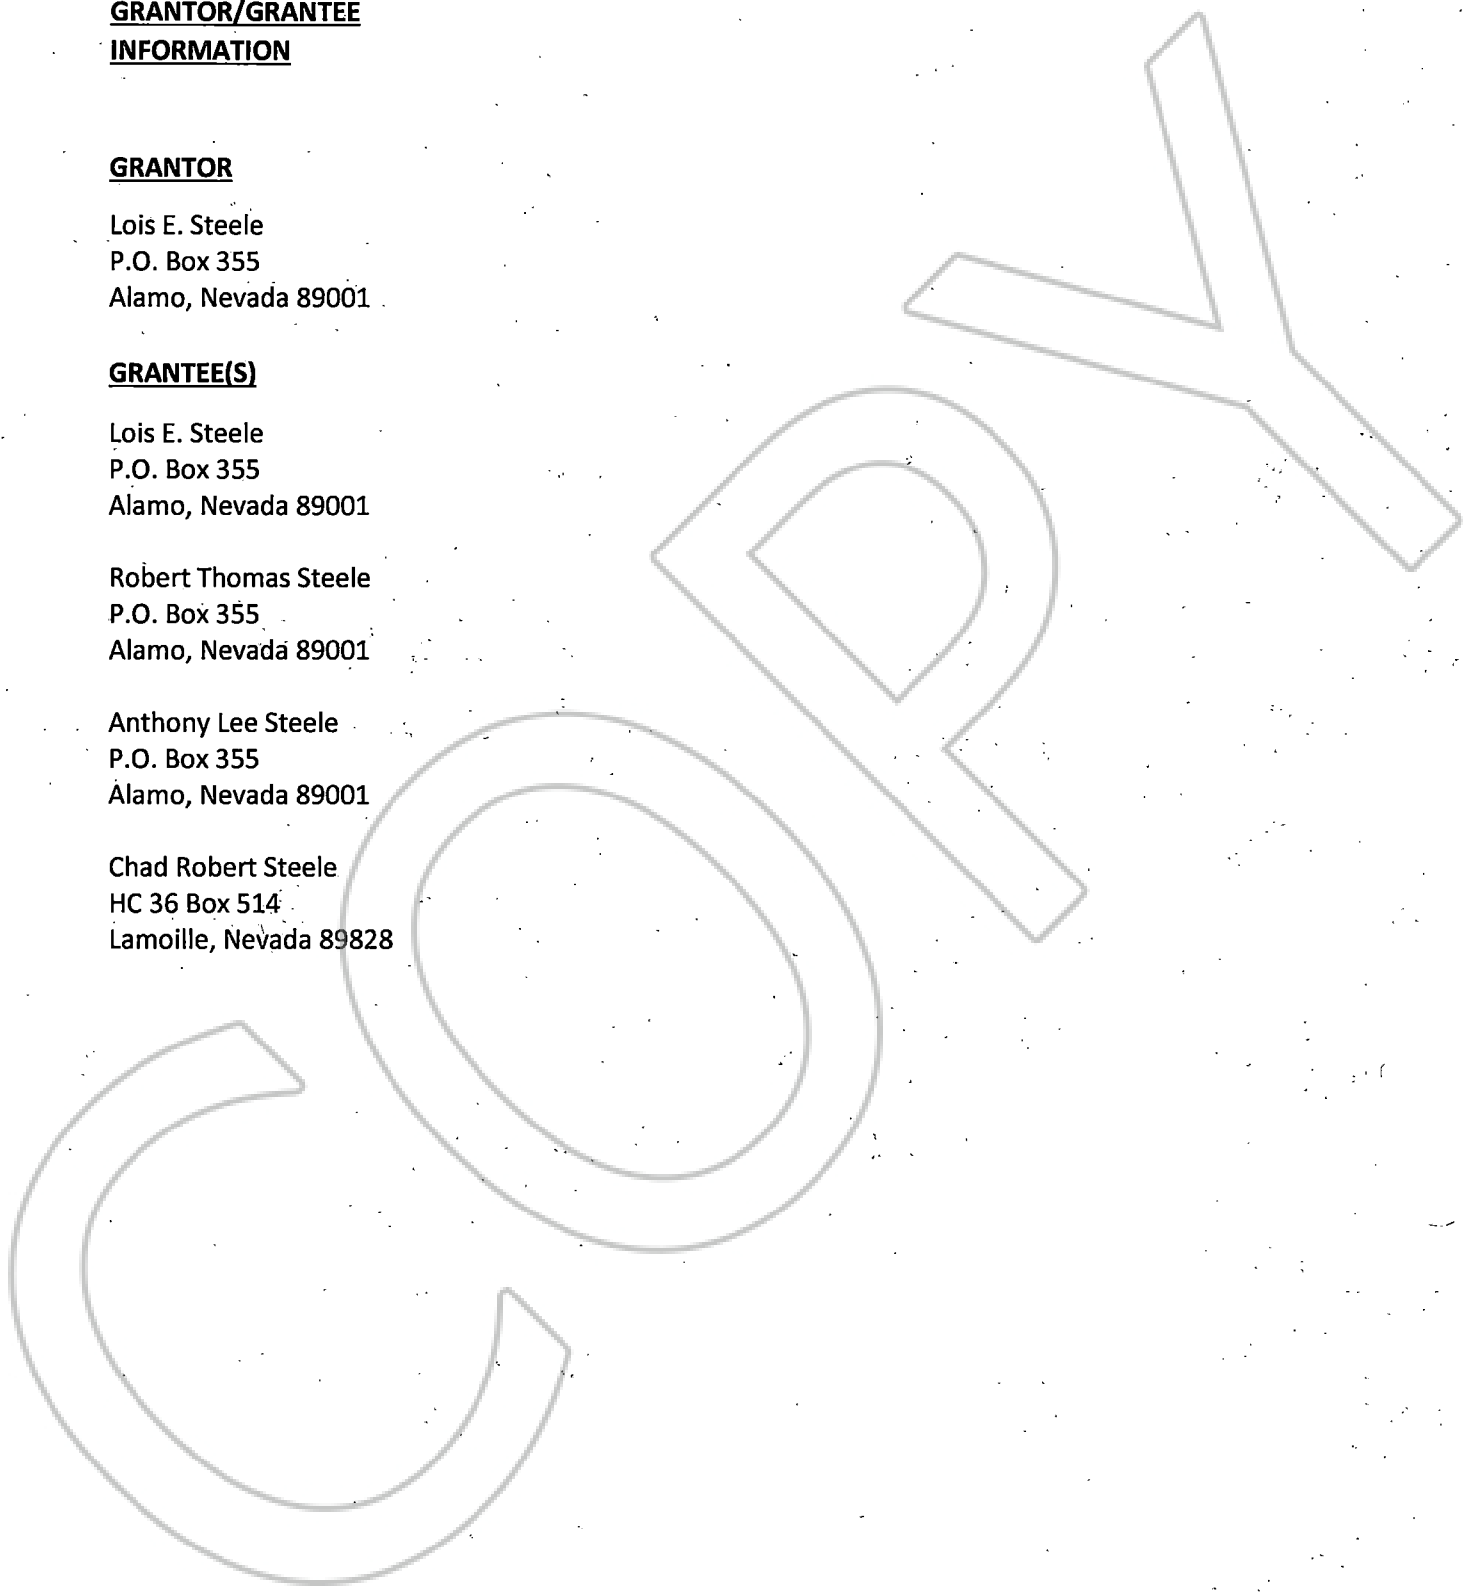 GRANTOR/GRANTEE
INFORMATION
GRANTOR
Lois E. Steele
P.O. Box 355
Alamo, Nevada 89001
GRANTEE(S)
Lois E. Steele
P.O. Box 355
Alamo, Nevada 89001
Robert Thomas Steele
P.O. Box 355
Alamo, Nevada 89001
Anthony Lee Steele
P.O. Box 355
Alamo, Nevada 89001
Chad Robert Steele
HC 36 Box 514
Lamoille, Nevada 89828
COPY